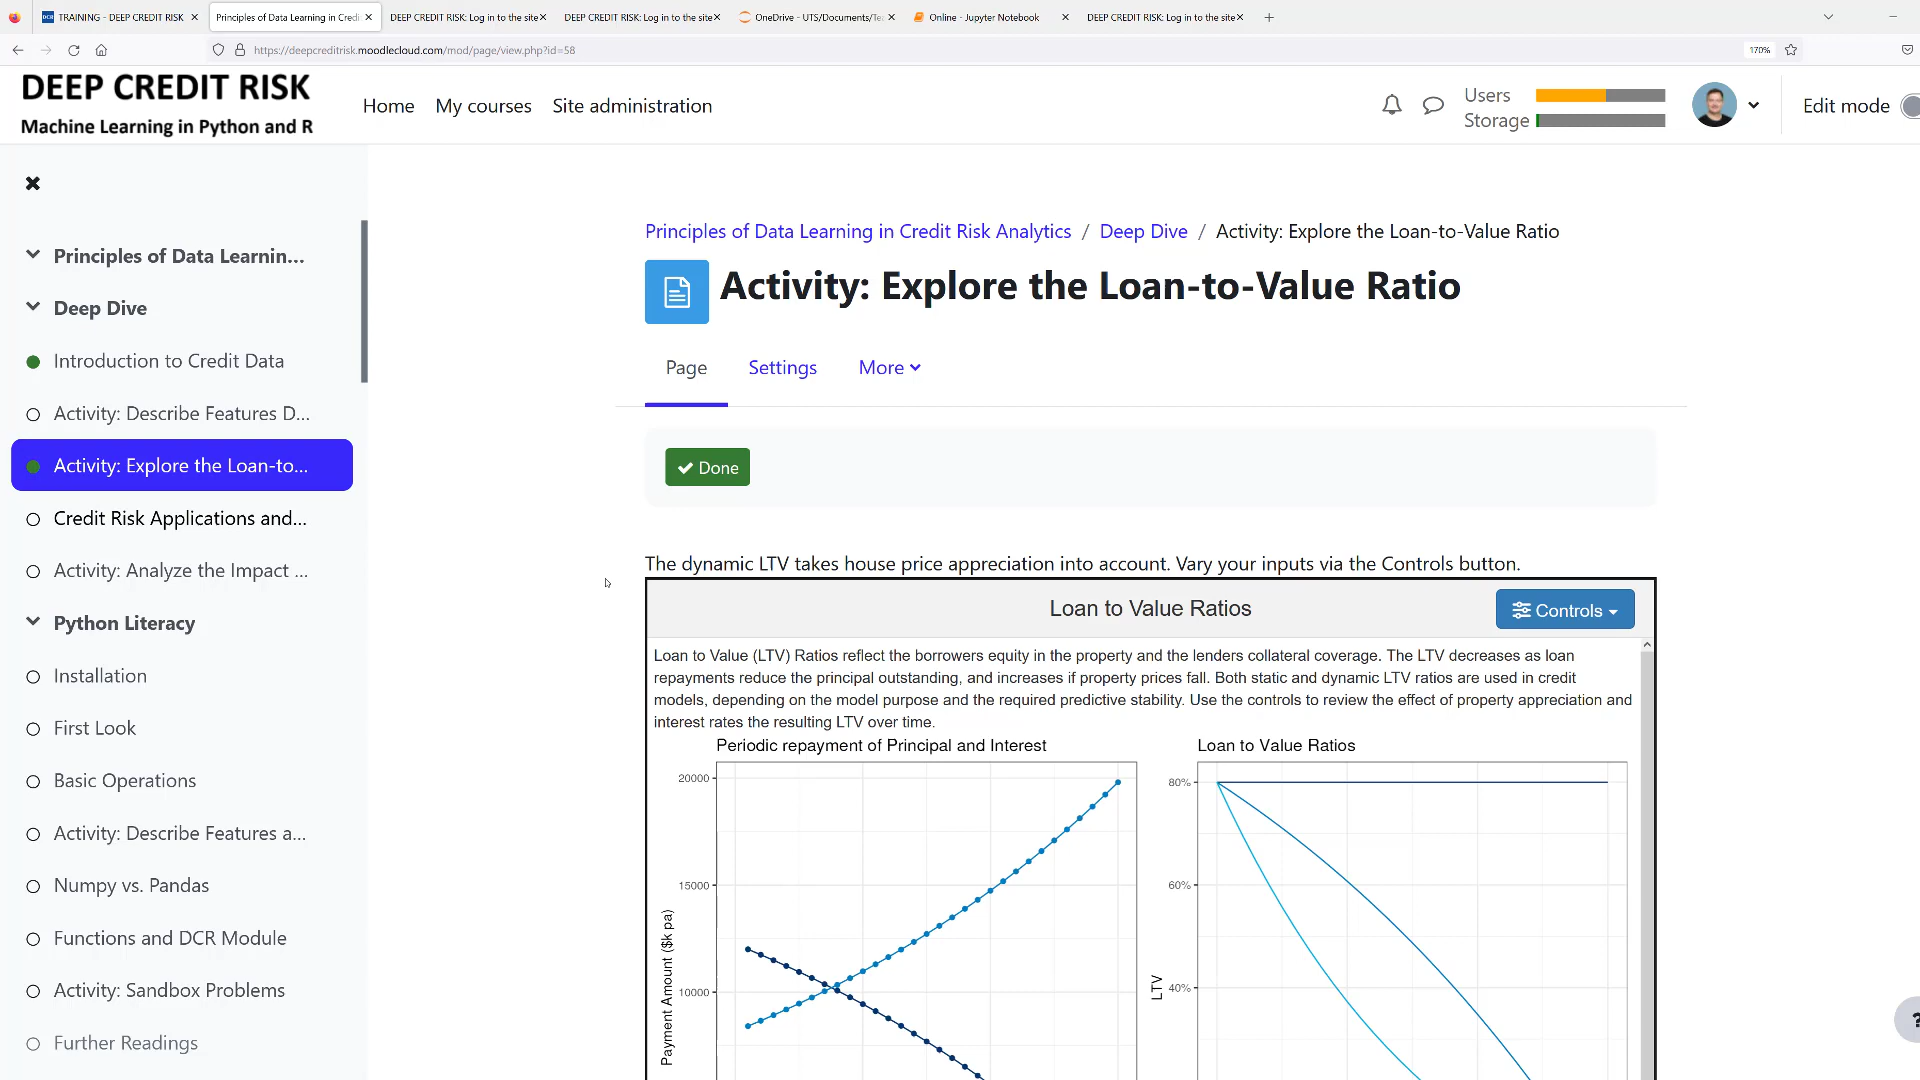 TRAINING - DEEP CREDIT RISK
Principles of Data Learning in Credi
DEEP CREDIT RISK: Log in to the site
DEEP CREDIT RISK: Log in to the site
OneDrive - UTS/Documents/Te
Online - Jupyter Notebook
DEEP CREDIT RISK: Log in to the site
https://deepcreditrisk.moodlecloud.com/mod/page/view.php?id=58
170%
DEEP CREDIT RISK
Machine Learning in Python and R
Home
My courses
Site administration
Users
Storage
Edit mode
Principles of Data Learnin...
Deep Dive
Introduction to Credit Data
Activity: Describe Features D...
Activity: Explore the Loan-to...
Credit Risk Applications and...
Activity: Analyze the Impact ...
Python Literacy
Installation
First Look
Basic Operations
Activity: Describe Features a...
Numpy vs. Pandas
Functions and DCR Module
Activity: Sandbox Problems
Further Readings
Principles of Data Learning in Credit Risk Analytics / Deep Dive / Activity: Explore the Loan-to-Value Ratio
Activity: Explore the Loan-to-Value Ratio
Page
Settings
More
Done
The dynamic LTV takes house price appreciation into account. Vary your inputs via the Controls button.
Loan to Value Ratios
Controls
Loan to Value (LTV) Ratios reflect the borrowers equity in the property and the lenders collateral coverage. The LTV decreases as loan
repayments reduce the principal outstanding, and increases if property prices fall. Both static and dynamic LTV ratios are used in credit
models, depending on the model purpose and the required predictive stability. Use the controls to review the effect of property appreciation and
interest rates the resulting LTV over time.
Periodic repayment of Principal and Interest
20000
15000
10000
Payment Amount ($k pa)
Loan to Value Ratios
80%
60%
40%
LTV
?